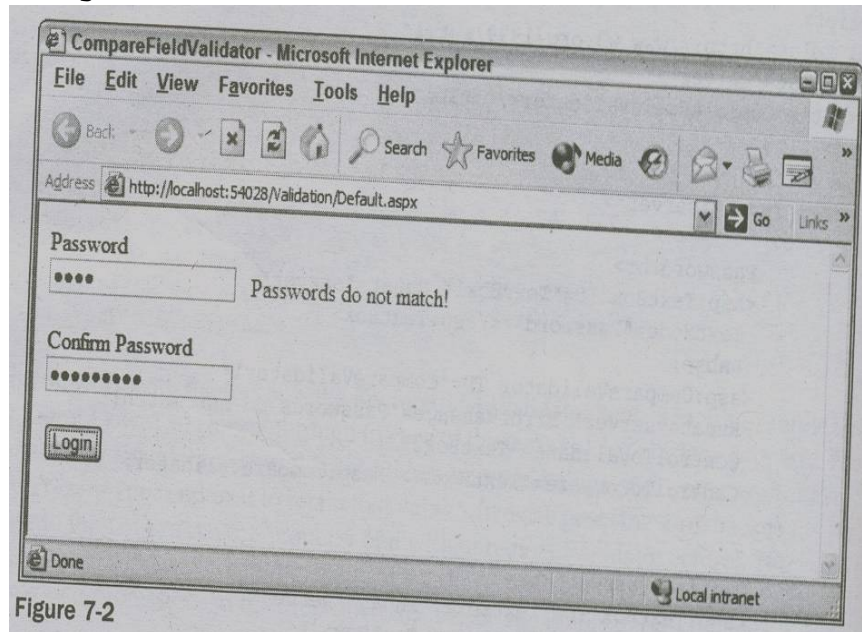 CompareFieldValidator - Microsoft Internet Explorer
File Edit View Favorites Tools Help
Back Search Favorites Media »
Address http://localhost:54028/Validation/Default.aspx Go Links »
Password
•••• Passwords do not match!
Confirm Password
•••••••••
Login
Done Local intranet
Figure 7-2